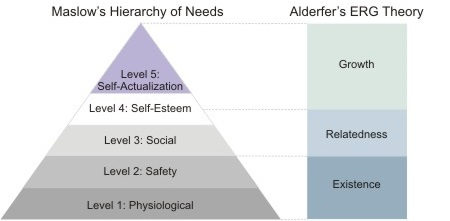 Maslow's Hierarchy of Needs
Alderfer's ERG Theory
Level 5:
Self-Actualization
Level 4: Self-Esteem
Level 3: Social
Level 2: Safety
Level 1: Physiological
Growth
Relatedness
Existence